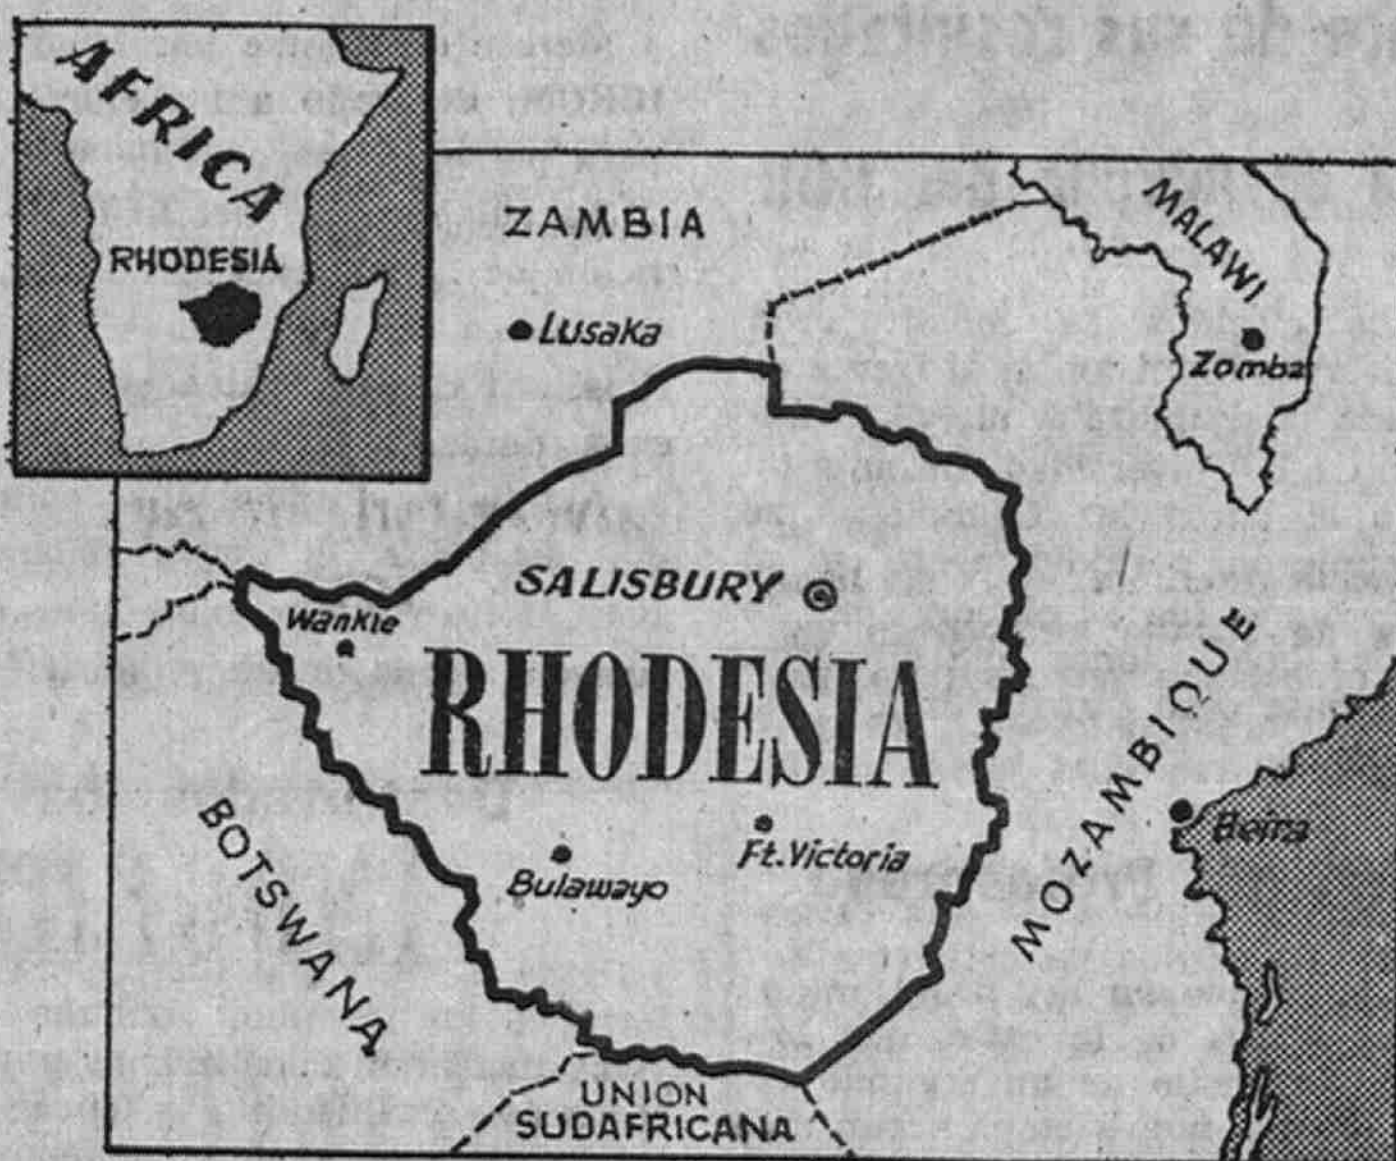 AFRICA
RHODESIA
ZAMBIA
MALAWI
Lusaka
Zomba
SALISBURY
Wankie
RHODESIA
MOZAMBIQUE
BOTSWANA
Beira
Ft. Victoria
Bulawayo
UNION
SUDAFRICANA